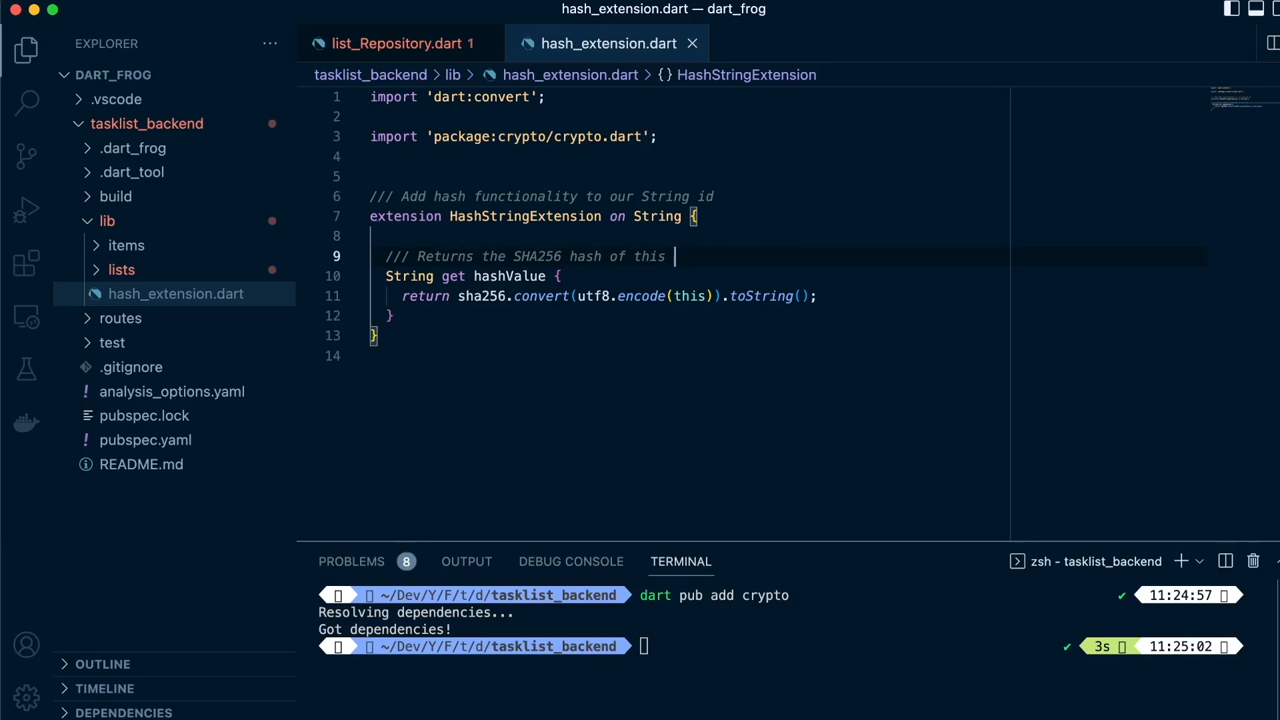 hash_extension.dart — dart_frog
EXPLORER
DART_FROG
.vscode
tasklist_backend
.dart_frog
.dart_tool
build
lib
items
lists
hash_extension.dart
routes
test
.gitignore
analysis_options.yaml
pubspec.lock
pubspec.yaml
README.md
OUTLINE
TIMELINE
DEPENDENCIES
list_Repository.dart 1
hash_extension.dart
tasklist_backend > lib > hash_extension.dart > {} HashStringExtension
1 import 'dart:convert';
2
3 import 'package:crypto/crypto.dart';
4
5
6 /// Add hash functionality to our String id
7 extension HashStringExtension on String {
8
9 /// Returns the SHA256 hash of this
10 String get hashValue {
11 return sha256.convert(utf8.encode(this)).toString();
12 }
13 }
14
PROBLEMS 8 OUTPUT DEBUG CONSOLE TERMINAL zsh - tasklist_backend
~/Dev/Y/F/t/d/tasklist_backend dart pub add crypto ✔ 11:24:57
Resolving dependencies...
Got dependencies!
~/Dev/Y/F/t/d/tasklist_backend ✔ 3s 11:25:02